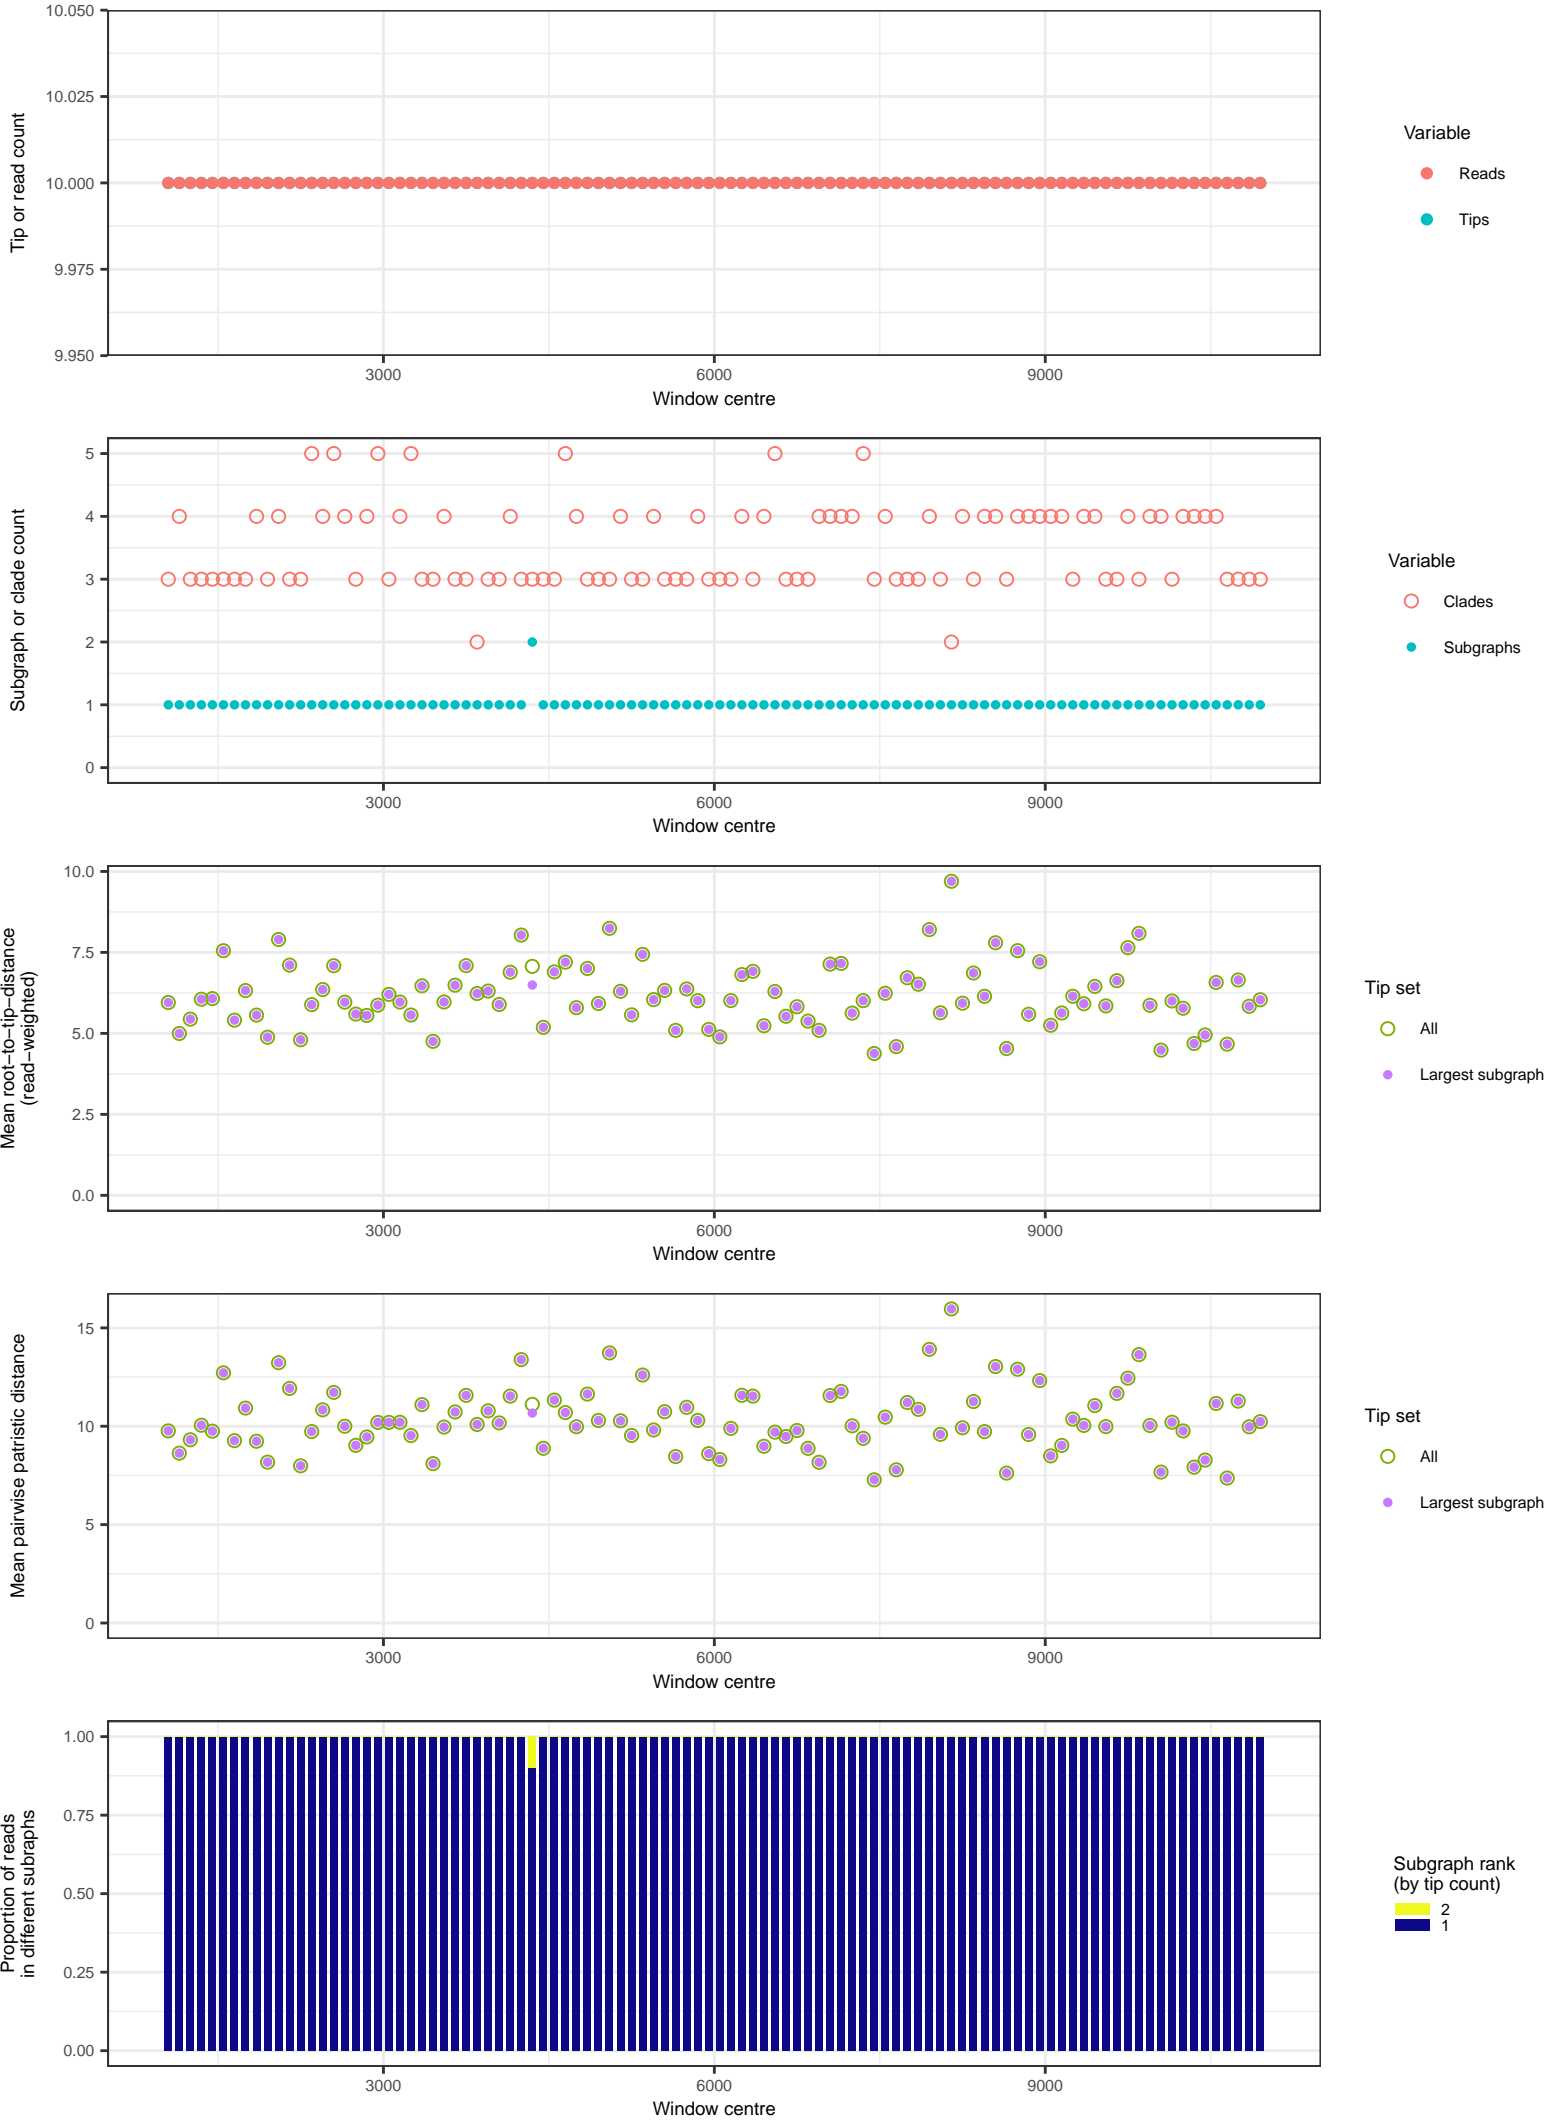 10.050
10.025
10.000
9.975
9.950
Tip or read count
3000
6000
9000
Window centre
Variable
Reads
Tips
5
4
3
2
1
0
Subgraph or clade count
3000
6000
9000
Window centre
Variable
Clades
Subgraphs
10.0
7.5
5.0
2.5
0.0
Mean root−to−tip−distance
(read−weighted)
3000
6000
9000
Window centre
Tip set
All
Largest subgraph
15
10
5
0
Mean pairwise patristic distance
3000
6000
9000
Window centre
Tip set
All
Largest subgraph
1.00
0.75
0.50
0.25
0.00
Proportion of reads
in different subraphs
3000
6000
9000
Window centre
Subgraph rank
(by tip count)
2
1